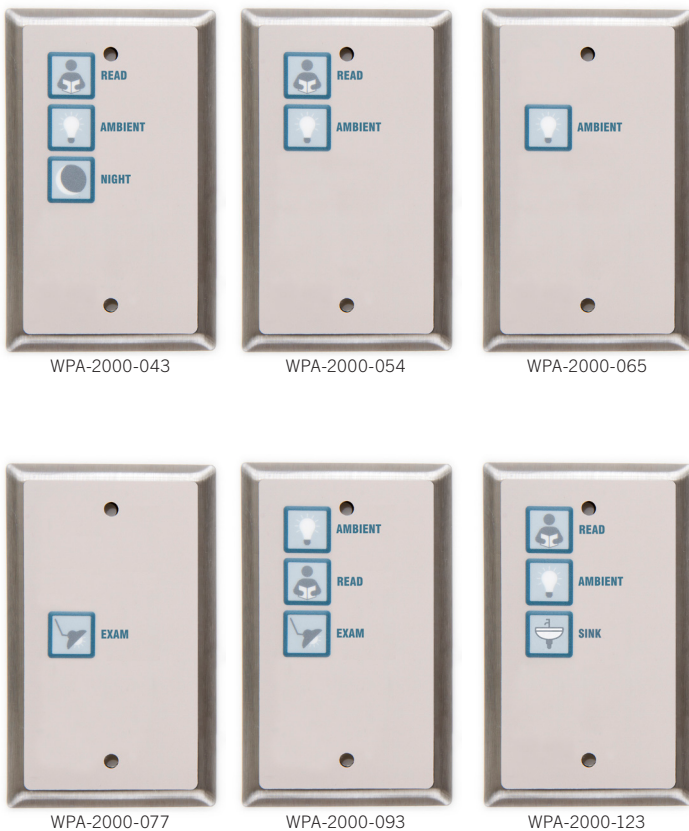 READ
AMBIENT
NIGHT
WPA-2000-043
READ
AMBIENT
WPA-2000-054
AMBIENT
WPA-2000-065
EXAM
WPA-2000-077
AMBIENT
READ
EXAM
WPA-2000-093
READ
AMBIENT
SINK
WPA-2000-123